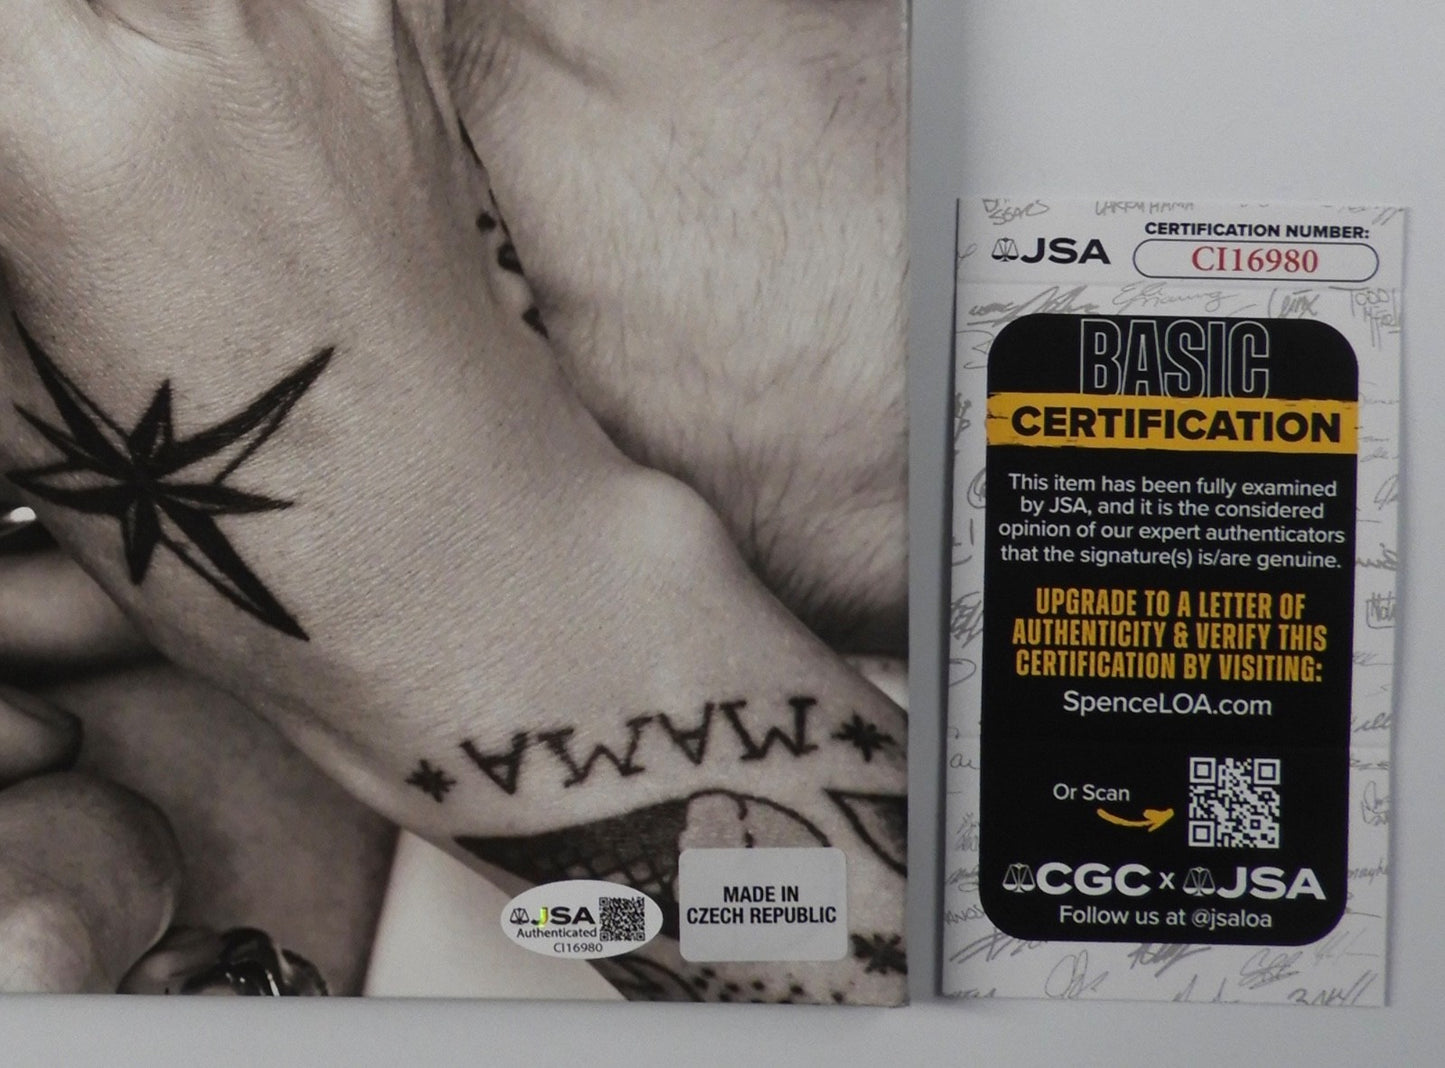 MAMA
JSA
Authenticated
CI16980
MADE IN
CZECH REPUBLIC
JSA
CERTIFICATION NUMBER:
CI16980
BASIC
CERTIFICATION
This item has been fully examined
by JSA, and it is the considered
opinion of our expert authenticators
that the signature(s) is/are genuine.
UPGRADE TO A LETTER OF
AUTHENTICITY & VERIFY THIS
CERTIFICATION BY VISITING:
SpenceLOA.com
Or Scan
CGC x JSA
Follow us at @jsaloa